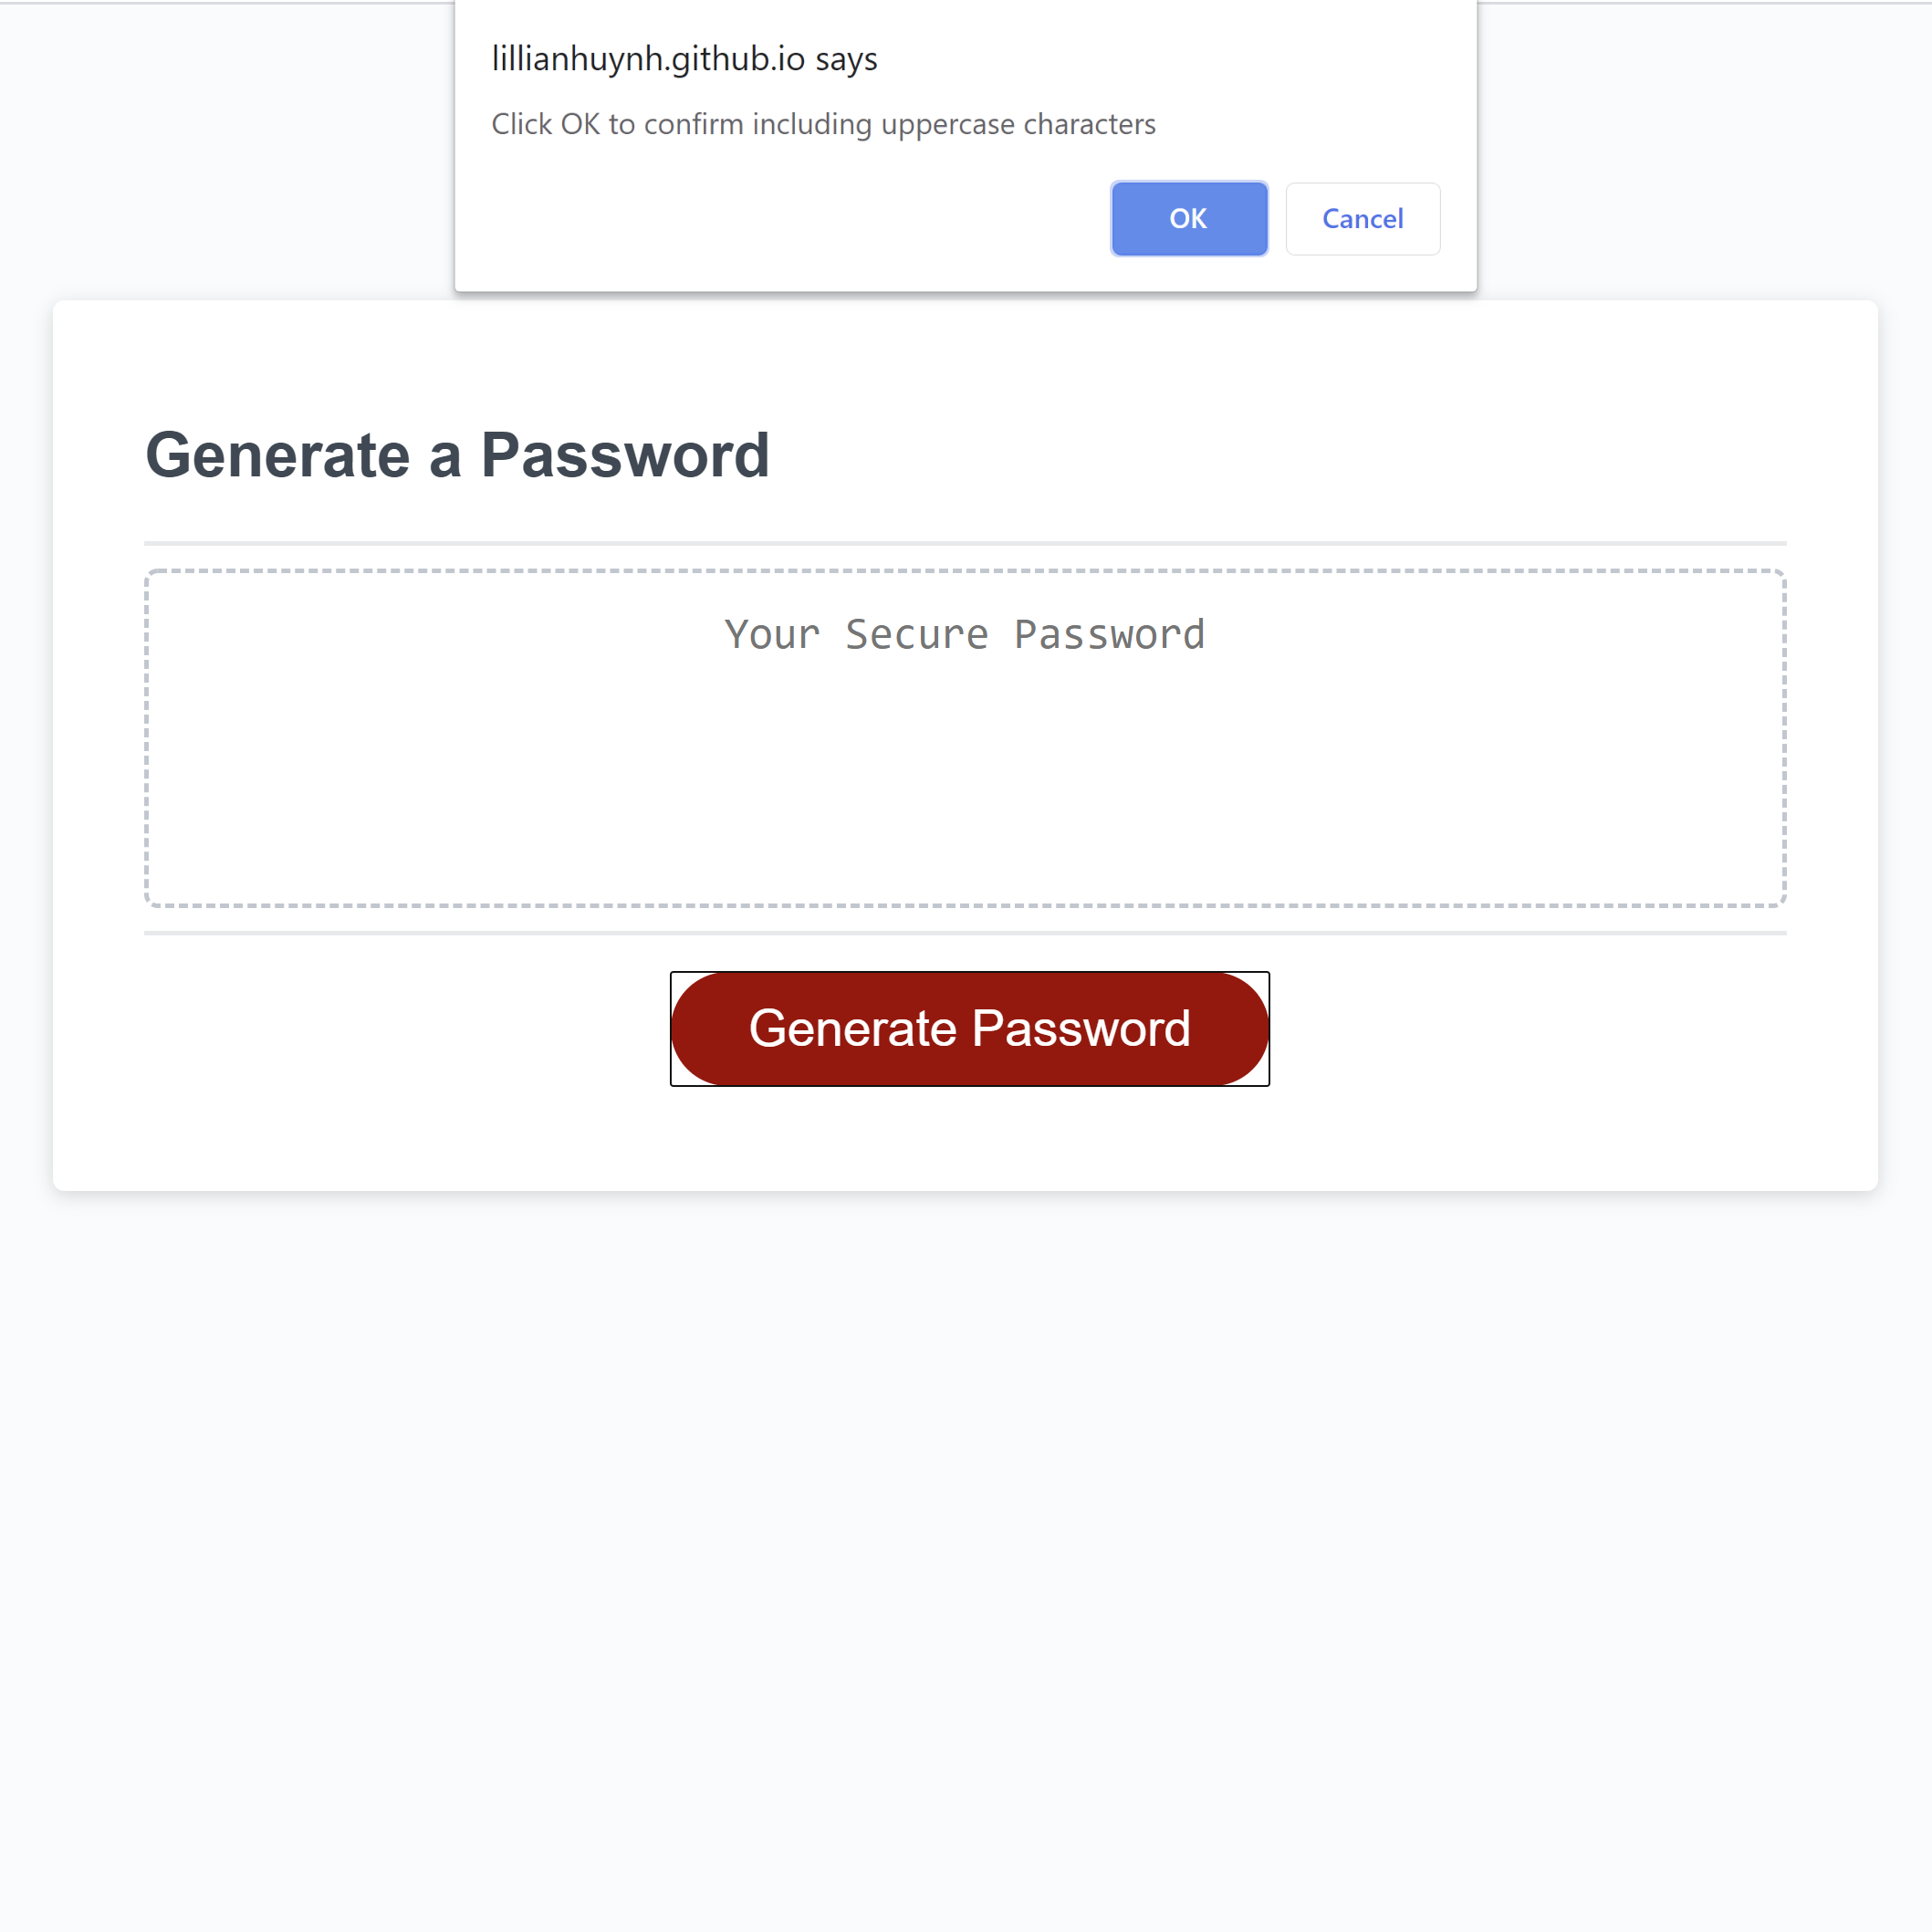 lillianhuynh.github.io says
Click OK to confirm including uppercase characters
OK Cancel
Generate a Password
Your Secure Password
Generate Password